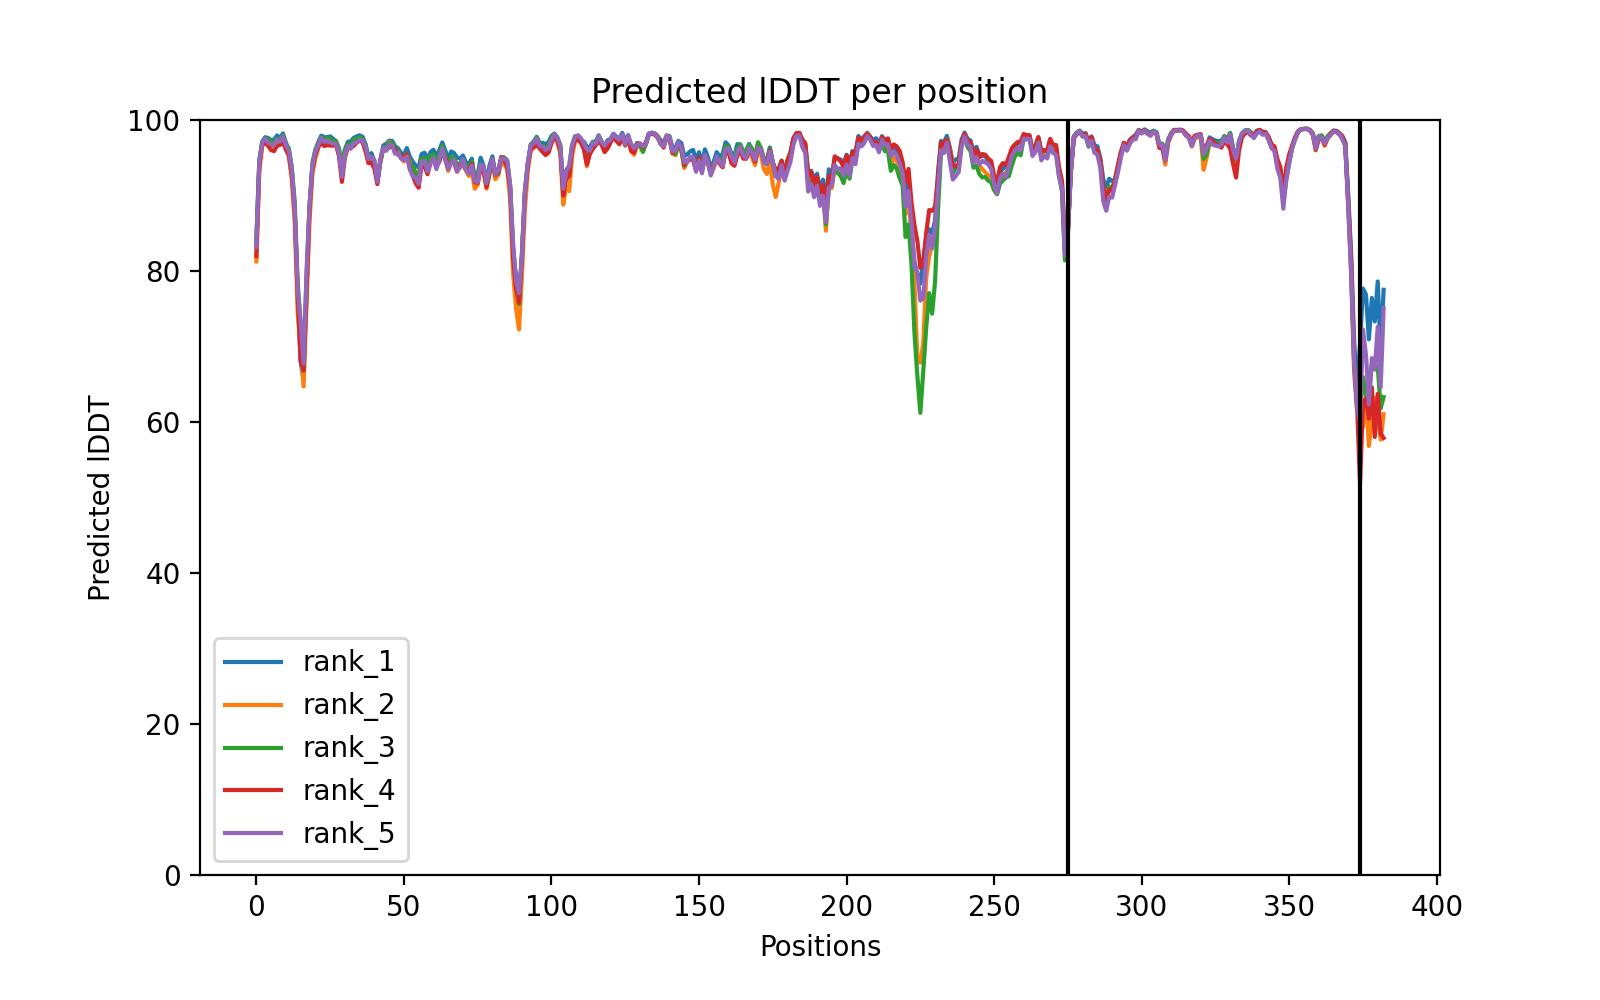 Predicted lDDT per position
100
80
60
40
20
0
Predicted lDDT
rank_1
rank_2
rank_3
rank_4
rank_5
0 50 100 150 200 250 300 350 400
Positions